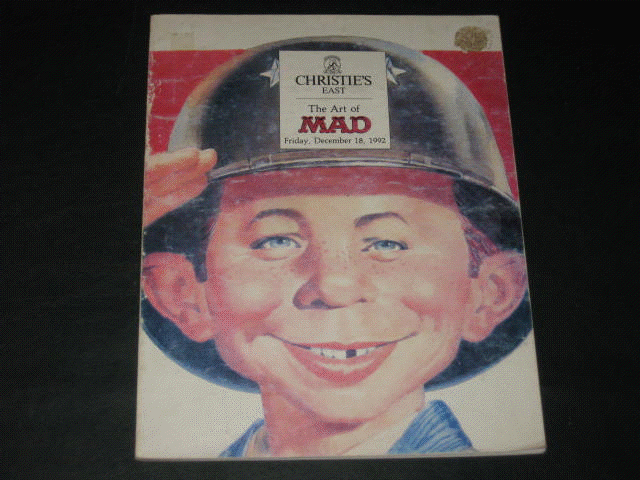 CHRISTIE'S
EAST
The Art of
MAD
Friday, December 18, 1992